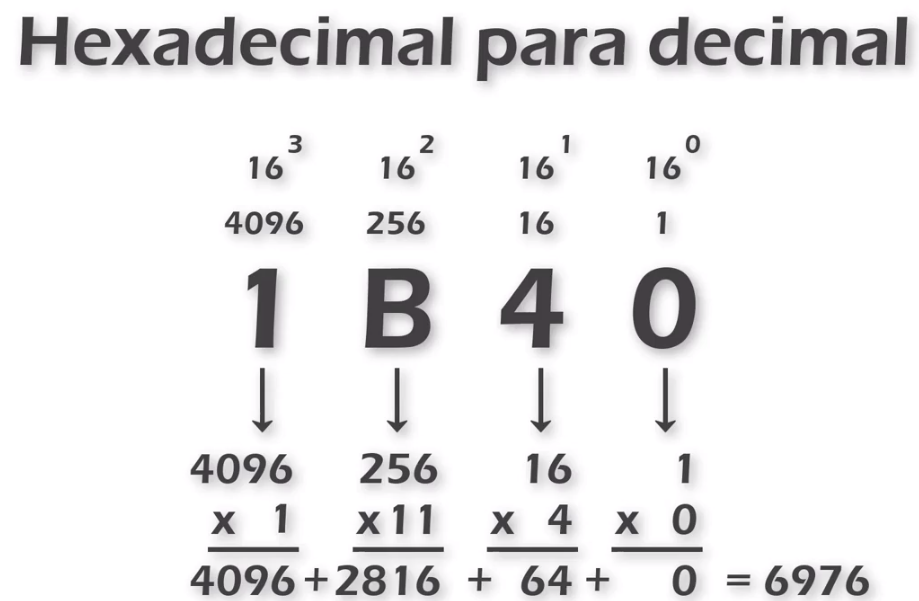 Hexadecimal para decimal
16³ 16² 16¹ 16⁰
4096 256 16 1
1 B 4 0
4096 256 16 1
x 1 x 11 x 4 x 0
4096 + 2816 + 64 + 0 = 6976